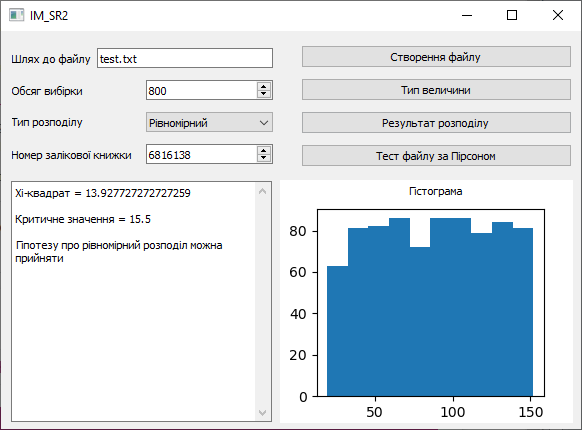 IM_SR2
Шлях до файлу test.txt
Створення файлу
Обсяг вибірки 800
Тип величини
Тип розподілу Рівномірний
Результат розподілу
Номер залікової книжки 6816138
Тест файлу за Пірсоном
Хі-квадрат = 13.927727272727259
Критичне значення = 15.5
Гіпотезу про рівномірний розподіл можна
прийняти
Гістограма
80
60
40
20
0
50 100 150